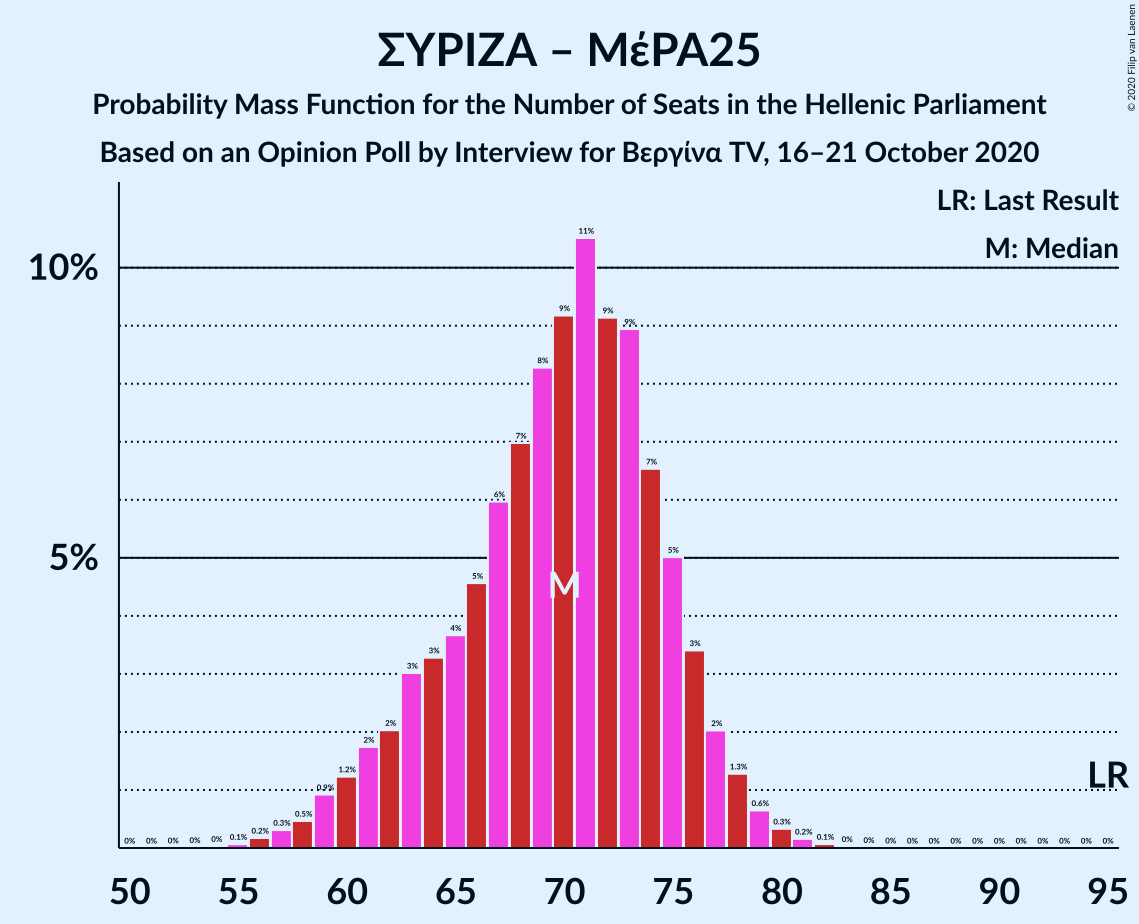 ΣΥΡΙΖΑ – ΜέΡΑ25
Probability Mass Function for the Number of Seats in the Hellenic Parliament
Based on an Opinion Poll by Interview for Βεργίνα TV, 16–21 October 2020
© 2020 Filip van Laenen
LR: Last Result
M: Median
10%
5%
0% 0% 0% 0% 0% 0.1% 0.2% 0.3% 0.5% 0.9% 1.2% 2% 2% 3% 3% 4% 5% 6% 7% 8% 9% 11% 9% 9% 7% 5% 3% 2% 1.3% 0.6% 0.3% 0.2% 0.1% 0% 0% 0% 0% 0% 0% 0% 0% 0% 0% 0% 0% 0%
M
LR
50 55 60 65 70 75 80 85 90 95